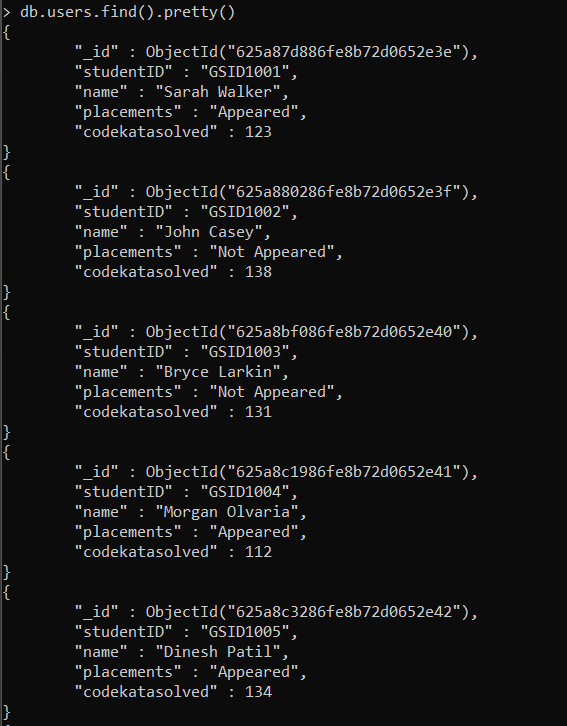 > db.users.find().pretty()
{
"_id" : ObjectId("625a87d886fe8b72d0652e3e"),
"studentID" : "GSID1001",
"name" : "Sarah Walker",
"placements" : "Appeared",
"codekatasolved" : 123
}
{
"_id" : ObjectId("625a880286fe8b72d0652e3f"),
"studentID" : "GSID1002",
"name" : "John Casey",
"placements" : "Not Appeared",
"codekatasolved" : 138
}
{
"_id" : ObjectId("625a8bf086fe8b72d0652e40"),
"studentID" : "GSID1003",
"name" : "Bryce Larkin",
"placements" : "Not Appeared",
"codekatasolved" : 131
}
{
"_id" : ObjectId("625a8c1986fe8b72d0652e41"),
"studentID" : "GSID1004",
"name" : "Morgan Olvaria",
"placements" : "Appeared",
"codekatasolved" : 112
}
{
"_id" : ObjectId("625a8c3286fe8b72d0652e42"),
"studentID" : "GSID1005",
"name" : "Dinesh Patil",
"placements" : "Appeared",
"codekatasolved" : 134
}